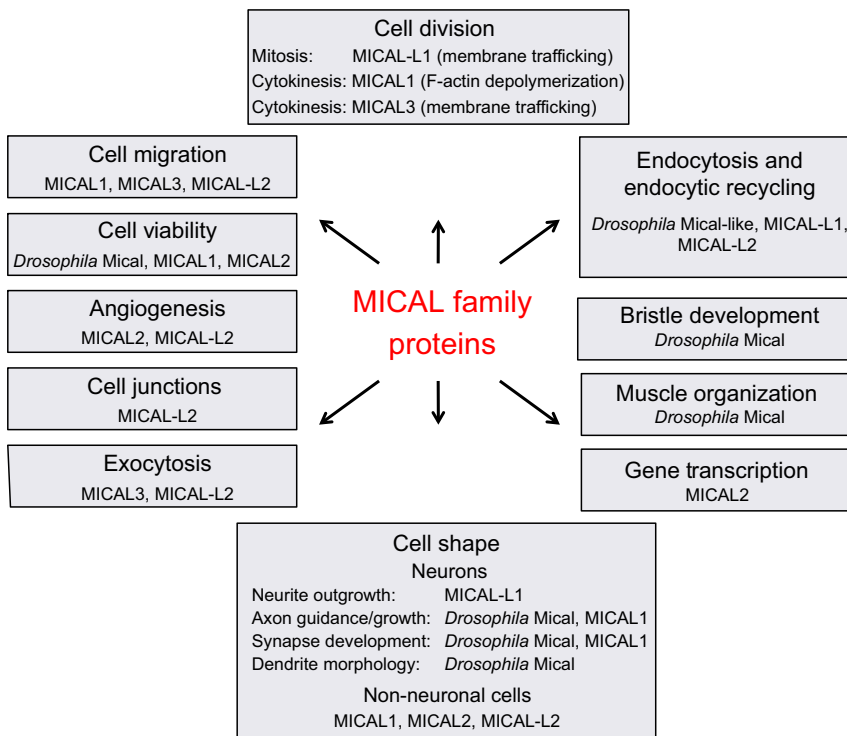 Cell division
Mitosis: MICAL-L1 (membrane trafficking)
Cytokinesis: MICAL1 (F-actin depolymerization)
Cytokinesis: MICAL3 (membrane trafficking)
Cell migration
MICAL1, MICAL3, MICAL-L2
Cell viability
Drosophila Mical, MICAL1, MICAL2
Angiogenesis
MICAL2, MICAL-L2
Cell junctions
MICAL-L2
Exocytosis
MICAL3, MICAL-L2
MICAL family
proteins
Endocytosis and
endocytic recycling
Drosophila Mical-like, MICAL-L1,
MICAL-L2
Bristle development
Drosophila Mical
Muscle organization
Drosophila Mical
Gene transcription
MICAL2
Cell shape
Neurons
Neurite outgrowth: MICAL-L1
Axon guidance/growth: Drosophila Mical, MICAL1
Synapse development: Drosophila Mical, MICAL1
Dendrite morphology: Drosophila Mical
Non-neuronal cells
MICAL1, MICAL2, MICAL-L2